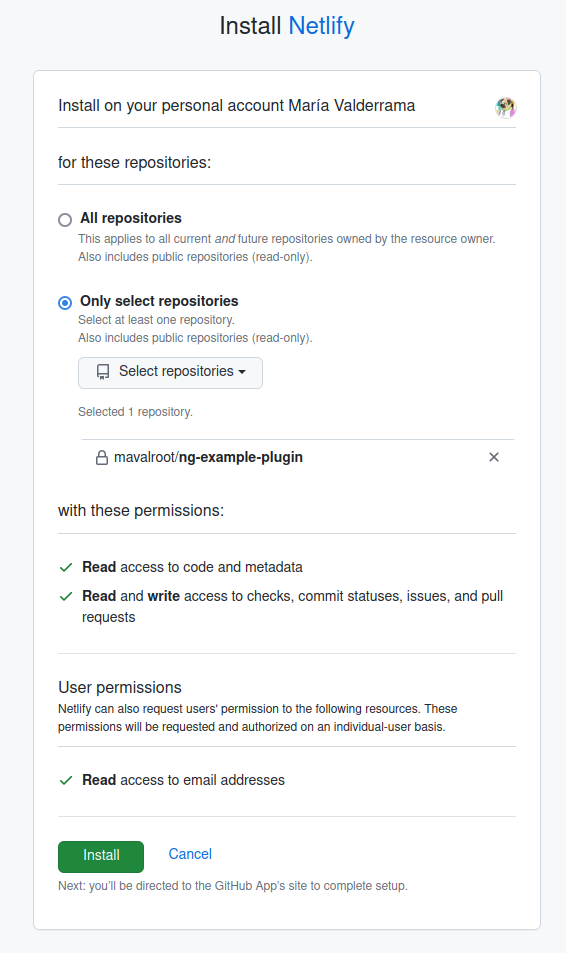 Install Netlify
Install on your personal account María Valderrama
for these repositories:
All repositories
This applies to all current and future repositories owned by the resource owner.
Also includes public repositories (read-only).
Only select repositories
Select at least one repository.
Also includes public repositories (read-only).
Select repositories
Selected 1 repository.
mavalroot/ng-example-plugin
with these permissions:
Read access to code and metadata
Read and write access to checks, commit statuses, issues, and pull
requests
User permissions
Netlify can also request users' permission to the following resources. These
permissions will be requested and authorized on an individual-user basis.
Read access to email addresses
Install Cancel
Next: you'll be directed to the GitHub App's site to complete setup.